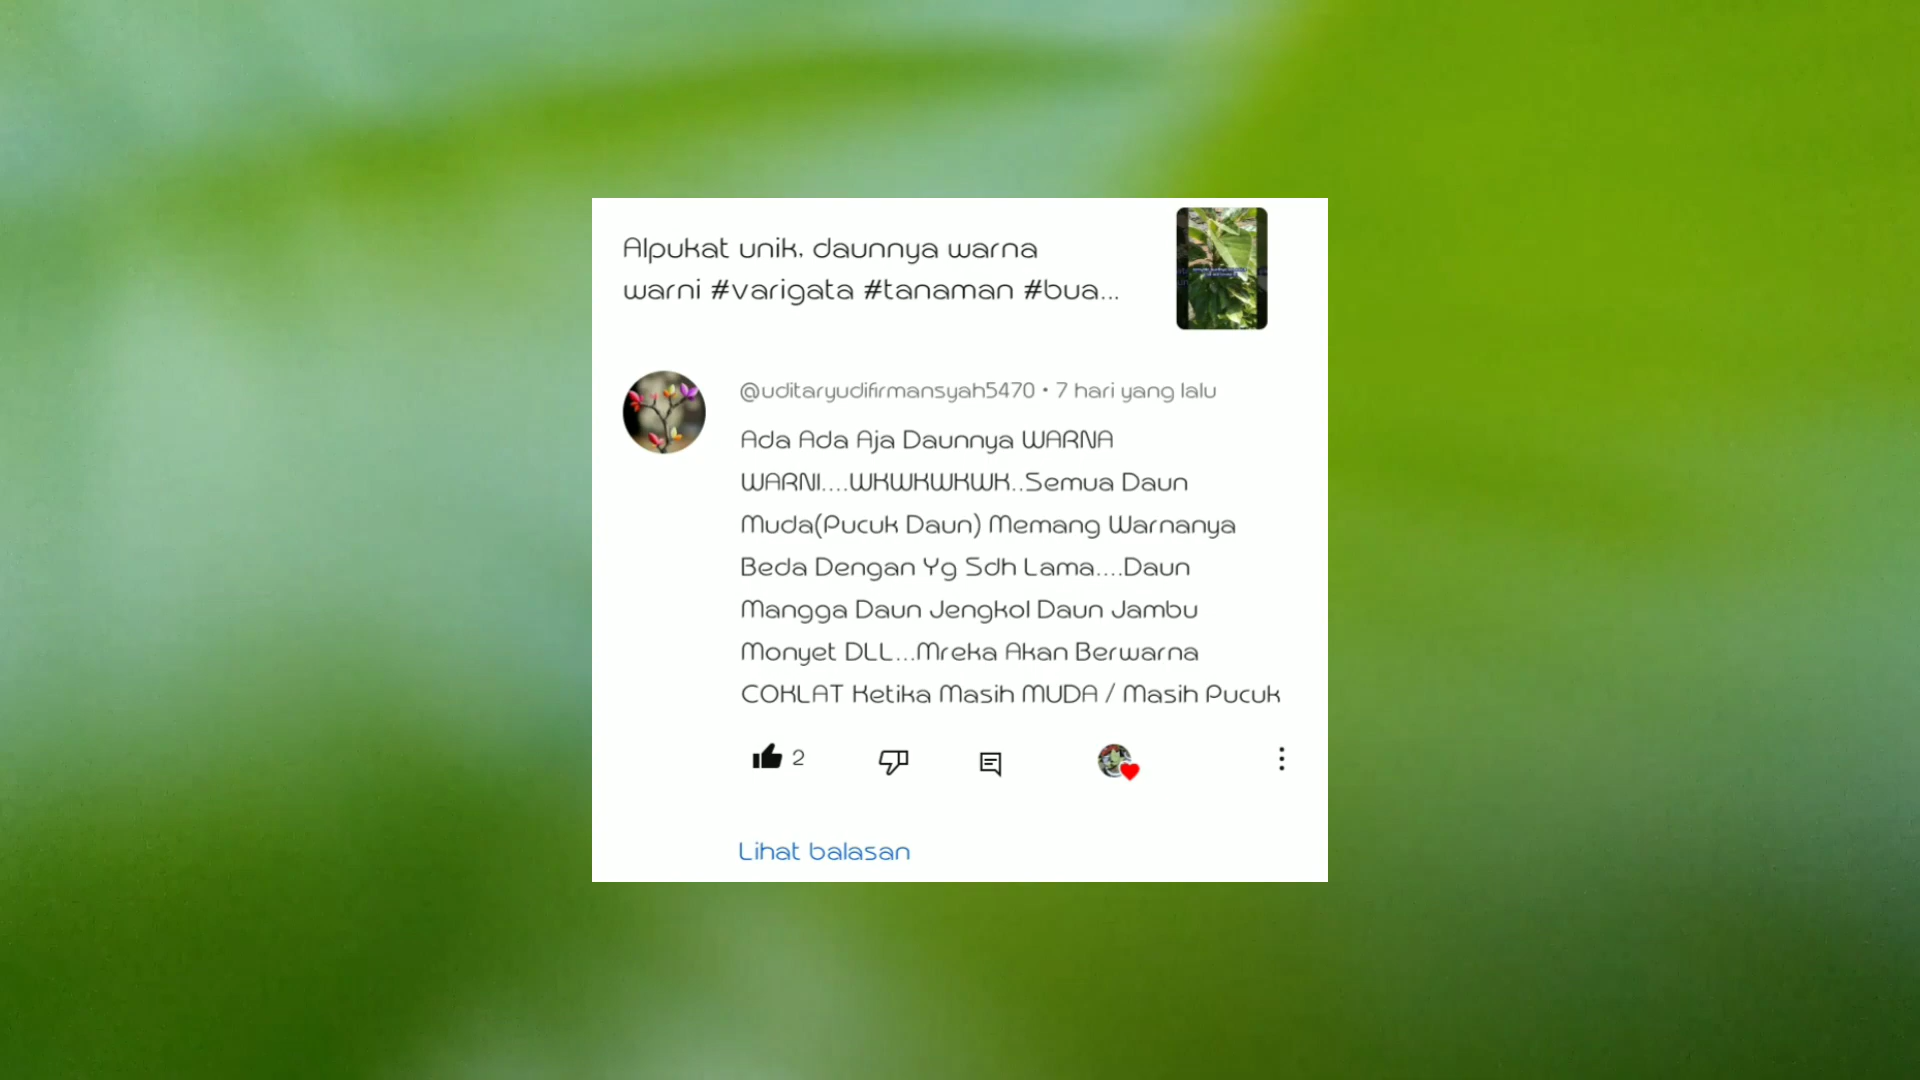 Alpukat unik, daunnya warna
warni #varigata #tanaman #bua...
@uditaryudifirmansyah5470 • 7 hari yang lalu
Ada Ada Aja Daunnya WARNA
WARNI....WKWKWKWK..Semua Daun
Muda(Pucuk Daun) Memang Warnanya
Beda Dengan Yg Sdh Lama....Daun
Mangga Daun Jengkol Daun Jambu
Monyet DLL...Mreka Akan Berwarna
COKLAT Ketika Masih MUDA / Masih Pucuk
2
Lihat balasan